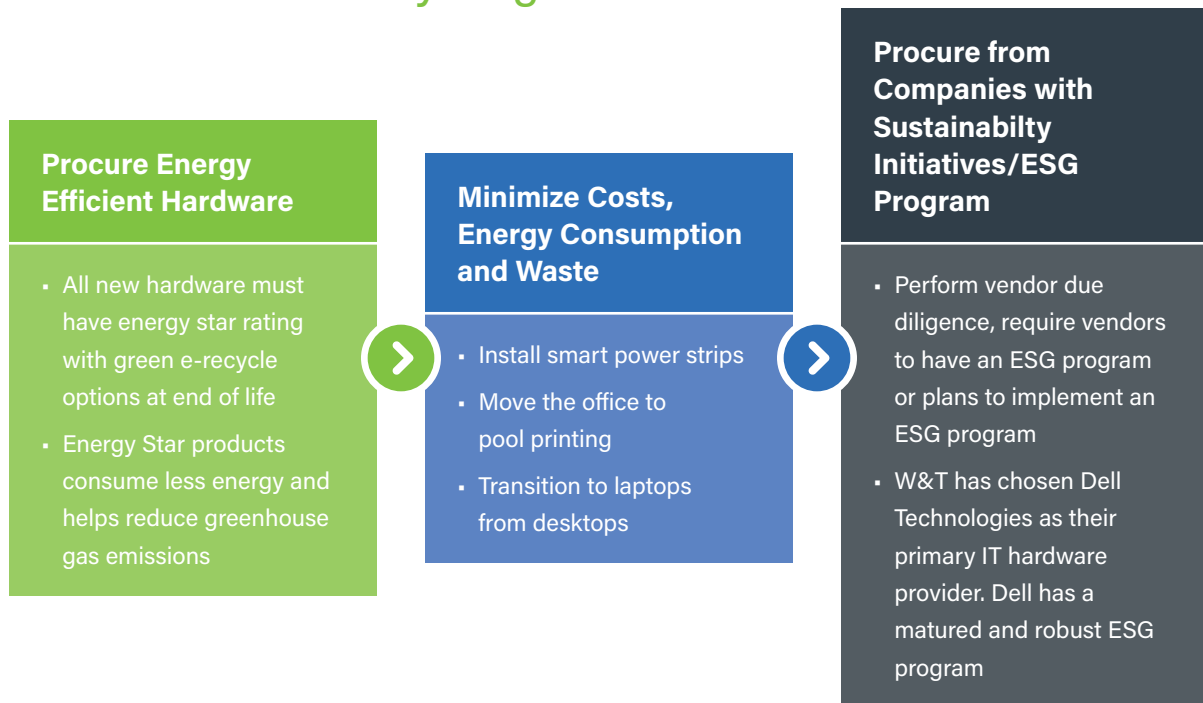 Procure Energy
Efficient Hardware
▪ All new hardware must
have energy star rating
with green e-recycle
options at end of life
▪ Energy Star products
consume less energy and
helps reduce greenhouse
gas emissions
Minimize Costs,
Energy Consumption
and Waste
▪ Install smart power strips
▪ Move the office to
pool printing
▪ Transition to laptops
from desktops
Procure from
Companies with
Sustainabilty
Initiatives/ESG
Program
▪ Perform vendor due
diligence, require vendors
to have an ESG program
or plans to implement an
ESG program
▪ W&T has chosen Dell
Technologies as their
primary IT hardware
provider. Dell has a
matured and robust ESG
program